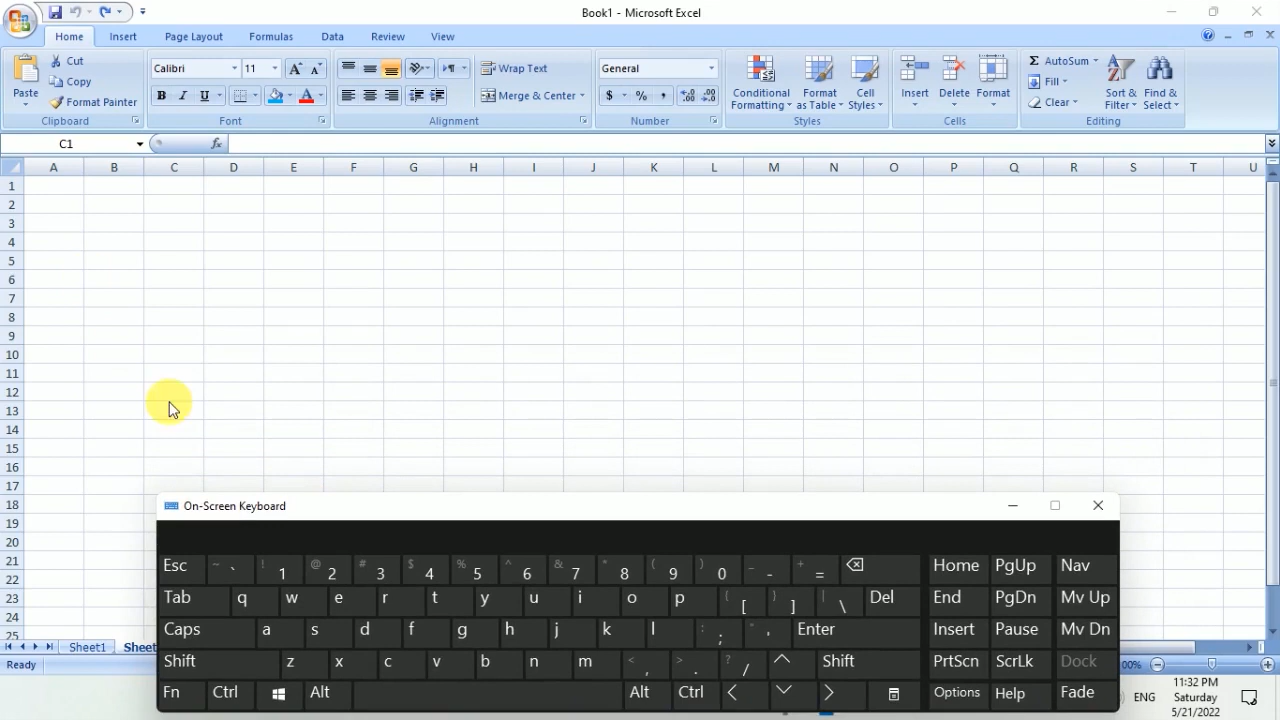 Book1 - Microsoft Excel
Home Insert Page Layout Formulas Data Review View
Cut
Copy
Format Painter
Paste
Clipboard
Calibri 11 A A
B I U A
Font
Wrap Text
Merge & Center
Alignment
General
$ % , .00
Number
Conditional Formatting
Format as Table
Cell Styles
Styles
Insert Delete Format
Cells
Σ AutoSum
Fill
Clear
Sort & Filter
Find & Select
Editing
C1 fx
A B C D E F G H I J K L M N O P Q R S T U
1
2
3
4
5
6
7
8
9
10
11
12
13
14
15
16
17
18
19
20
21
22
23
24
25
Sheet1 Sheet
Ready 00%
On-Screen Keyboard
Esc ~ ` ! 1 @ 2 # 3 $ 4 % 5 ^ 6 & 7 * 8 ( 9 ) 0 _ - + = Home PgUp Nav
Tab q w e r t y u i o p { [ } ] | \ Del End PgDn Mv Up
Caps a s d f g h j k l : ; " ' Enter Insert Pause Mv Dn
Shift z x c v b n m < , > . ? / Shift PrtScn ScrLk Dock
Fn Ctrl Alt Alt Ctrl Options Help Fade
ENG
11:32 PM
Saturday
5/21/2022